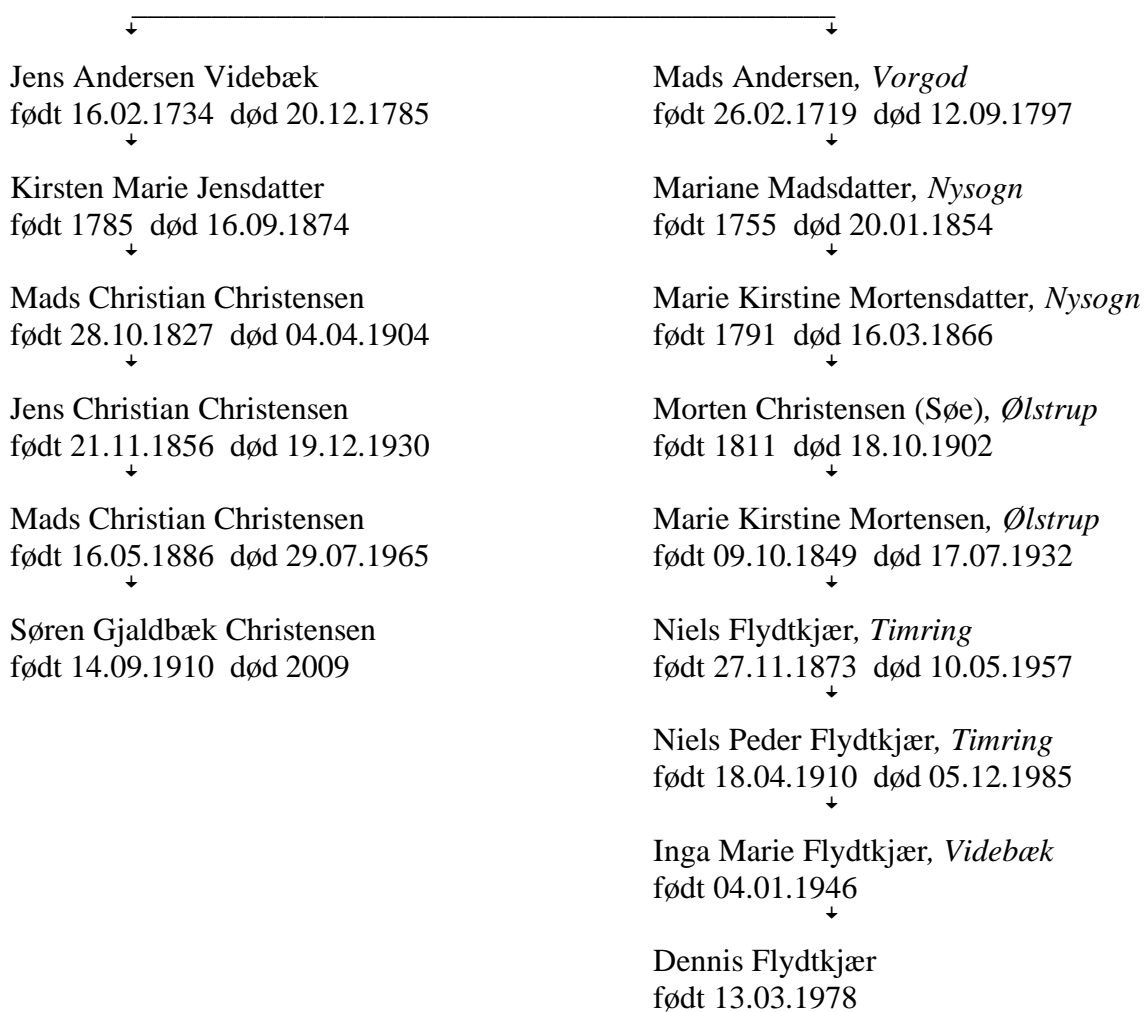 Jens Andersen Videbæk
født 16.02.1734 død 20.12.1785
Kirsten Marie Jensdatter
født 1785 død 16.09.1874
Mads Christian Christensen
født 28.10.1827 død 04.04.1904
Jens Christian Christensen
født 21.11.1856 død 19.12.1930
Mads Christian Christensen
født 16.05.1886 død 29.07.1965
Søren Gjaldbæk Christensen
født 14.09.1910 død 2009
Mads Andersen, Vorgod
født 26.02.1719 død 12.09.1797
Mariane Madsdatter, Nysogn
født 1755 død 20.01.1854
Marie Kirstine Mortensdatter, Nysogn
født 1791 død 16.03.1866
Morten Christensen (Søe), Ølstrup
født 1811 død 18.10.1902
Marie Kirstine Mortensen, Ølstrup
født 09.10.1849 død 17.07.1932
Niels Flydtkjær, Timring
født 27.11.1873 død 10.05.1957
Niels Peder Flydtkjær, Timring
født 18.04.1910 død 05.12.1985
Inga Marie Flydtkjær, Videbæk
født 04.01.1946
Dennis Flydtkjær
født 13.03.1978